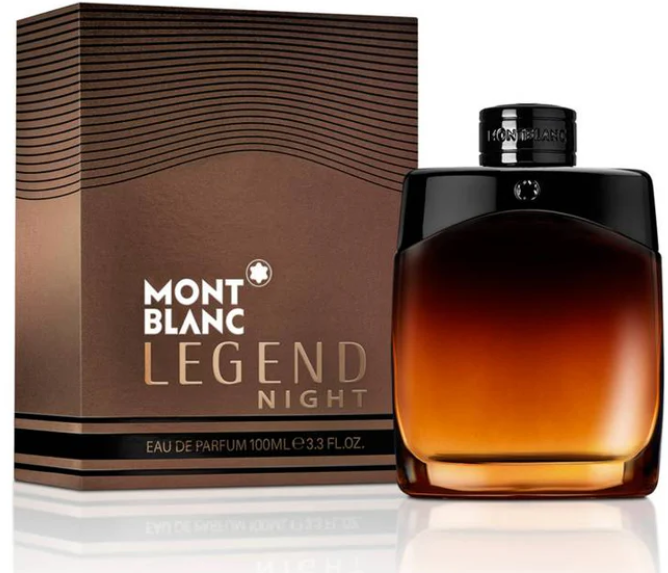 MONT
BLANC
LEGEND
NIGHT
EAU DE PARFUM 100ML℮3.3 FL.OZ.
MONTBLANC